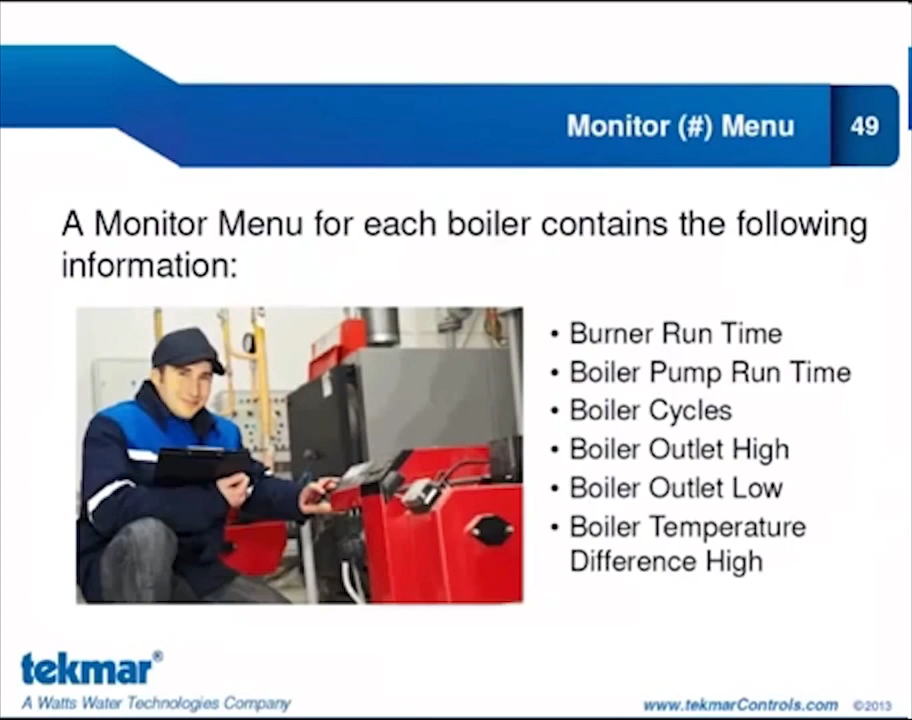 Monitor (#) Menu
49
A Monitor Menu for each boiler contains the following
information:
• Burner Run Time
• Boiler Pump Run Time
• Boiler Cycles
• Boiler Outlet High
• Boiler Outlet Low
• Boiler Temperature
Difference High
tekmar®
A Watts Water Technologies Company
www.tekmarControls.com ©2013